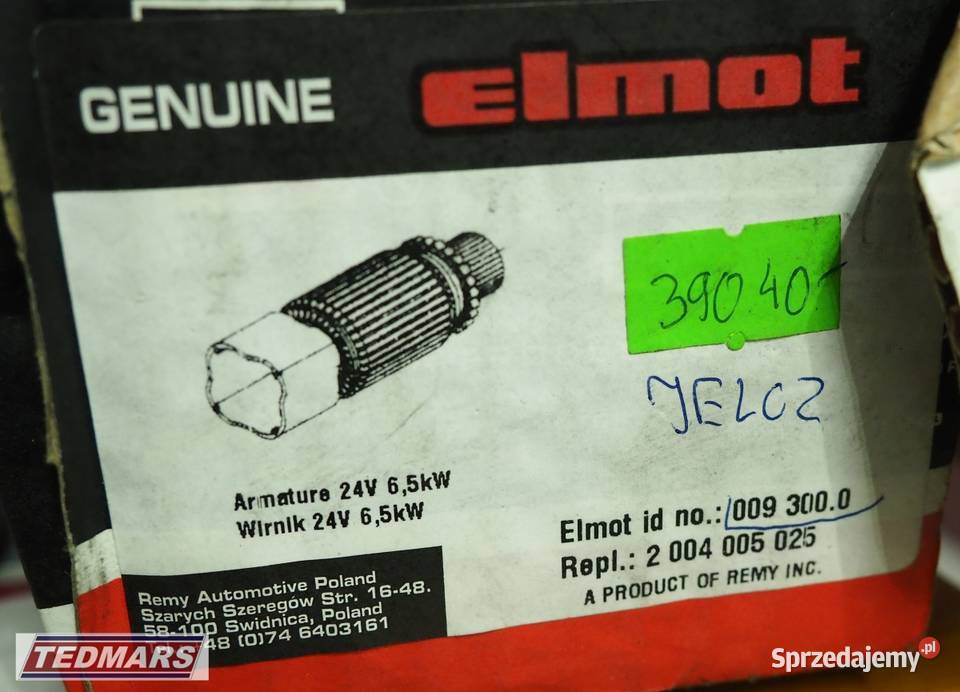 GENUINE
elmot
390 40-
JELCZ
Armature 24V 6,5kW
Wirnik 24V 6,5kW
Elmot id no.: 009 300.0
Repl.: 2 004 005 025
A PRODUCT OF REMY INC.
Remy Automotive Poland
Szarych Szeregów Str. 16-48.
58-100 Swidnica, Poland
48 (0)74 6403161
TEDMARS
Sprzedajemy.pl